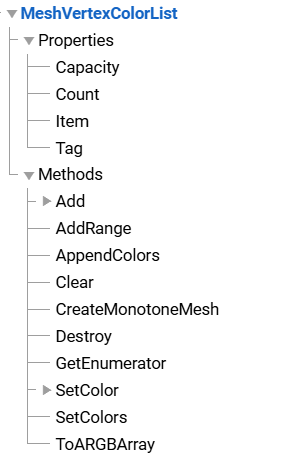 MeshVertexColorList
Properties
Capacity
Count
Item
Tag
Methods
Add
AddRange
AppendColors
Clear
CreateMonotoneMesh
Destroy
GetEnumerator
SetColor
SetColors
ToARGBArray